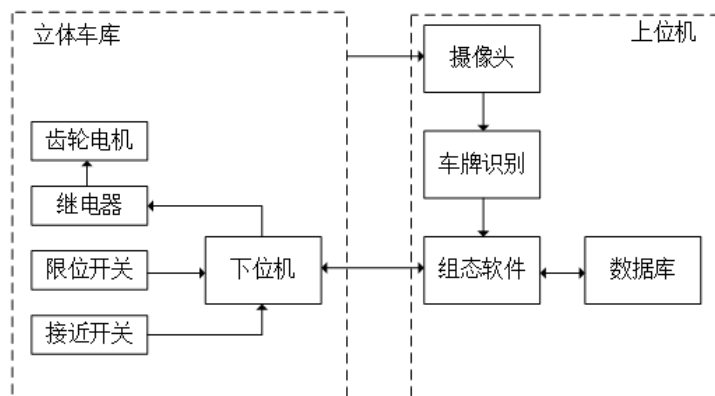 立体车库
上位机
摄像头
齿轮电机
车牌识别
继电器
限位开关
下位机
组态软件
数据库
接近开关